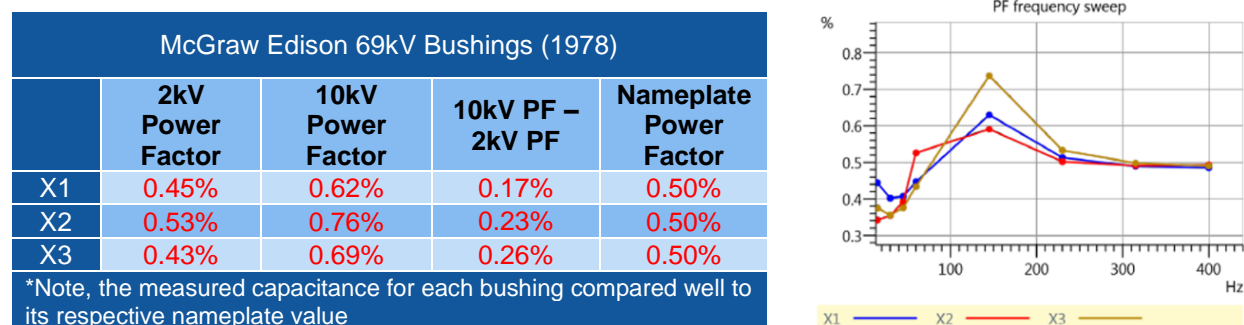 McGraw Edison 69kV Bushings (1978)
2kV Power Factor 10kV Power Factor 10kV PF – 2kV PF Nameplate Power Factor
X1 0.45% 0.62% 0.17% 0.50%
X2 0.53% 0.76% 0.23% 0.50%
X3 0.43% 0.69% 0.26% 0.50%
*Note, the measured capacitance for each bushing compared well to
its respective nameplate value
PF frequency sweep
%
0.8
0.7
0.6
0.5
0.4
0.3
100 200 300 400
Hz
X1 X2 X3